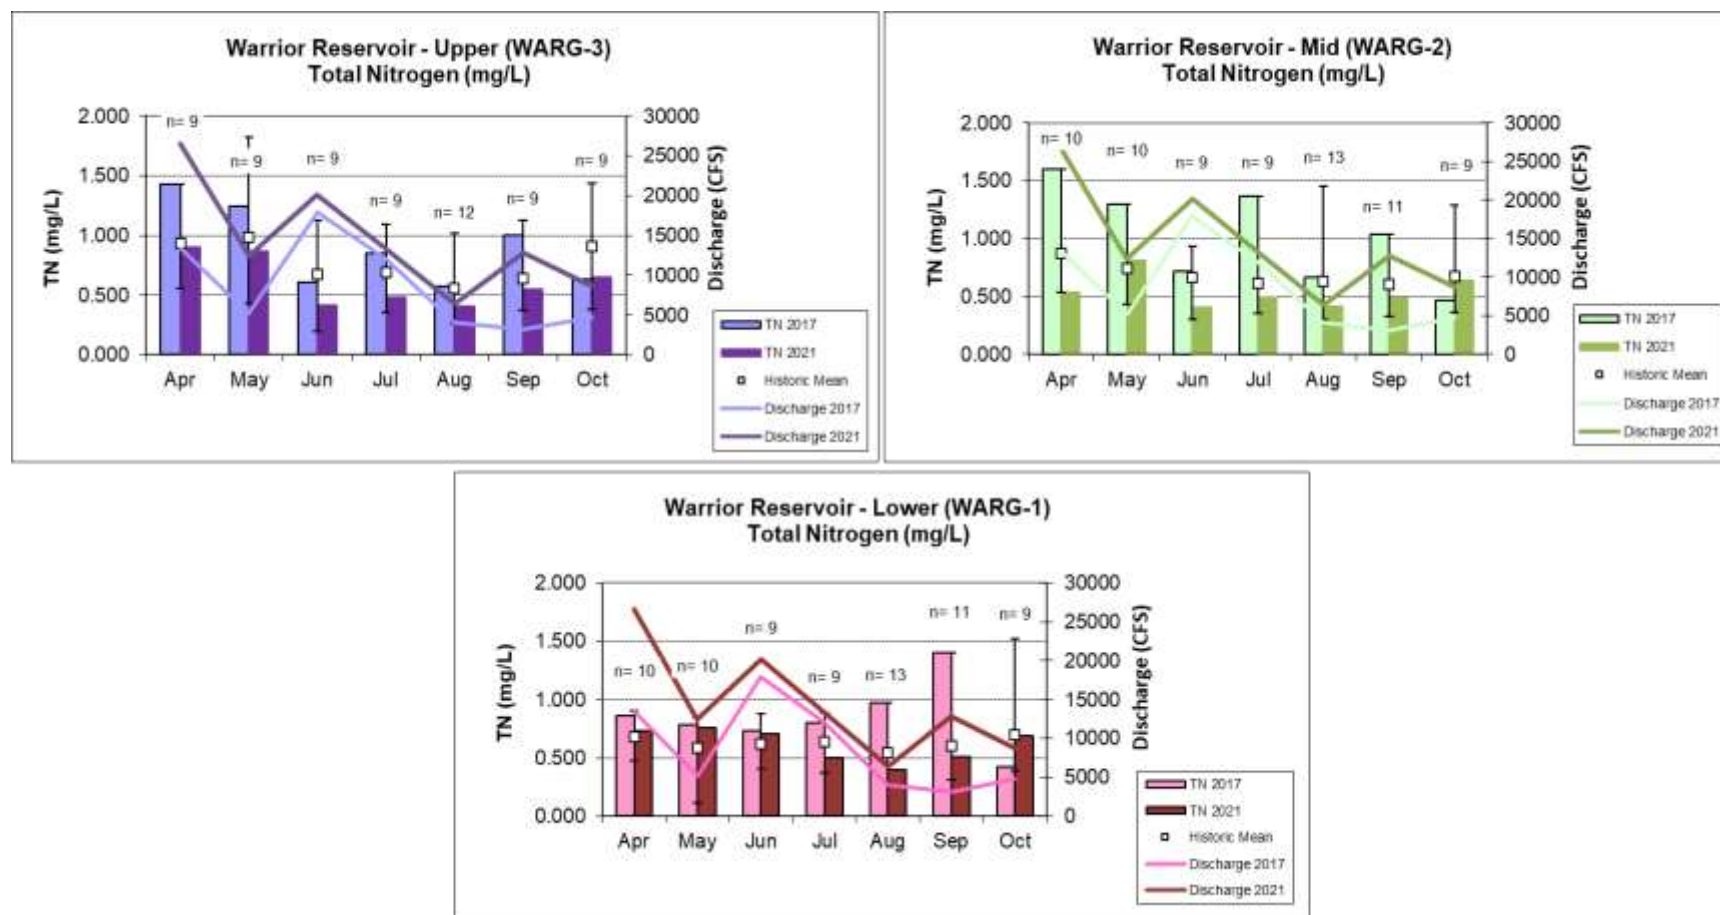 Warrior Reservoir - Upper (WARG-3)
Total Nitrogen (mg/L)
TN (mg/L)
2.000
1.500
1.000
0.500
0.000
n= 9
n= 9
n= 9
n= 9
n= 12
n= 9
n= 9
30000
25000
20000
15000
10000
5000
0
Discharge (CFS)
Apr May Jun Jul Aug Sep Oct
TN 2017
TN 2021
Historic Mean
Discharge 2017
Discharge 2021
Warrior Reservoir - Mid (WARG-2)
Total Nitrogen (mg/L)
TN (mg/L)
2.000
1.500
1.000
0.500
0.000
n= 10
n= 10
n= 9
n= 9
n= 13
n= 11
n= 9
30000
25000
20000
15000
10000
5000
0
Discharge (CFS)
Apr May Jun Jul Aug Sep Oct
TN 2017
TN 2021
Historic Mean
Discharge 2017
Discharge 2021
Warrior Reservoir - Lower (WARG-1)
Total Nitrogen (mg/L)
TN (mg/L)
2.000
1.500
1.000
0.500
0.000
n= 10
n= 10
n= 9
n= 9
n= 13
n= 11
n= 9
30000
25000
20000
15000
10000
5000
0
Discharge (CFS)
Apr May Jun Jul Aug Sep Oct
TN 2017
TN 2021
Historic Mean
Discharge 2017
Discharge 2021